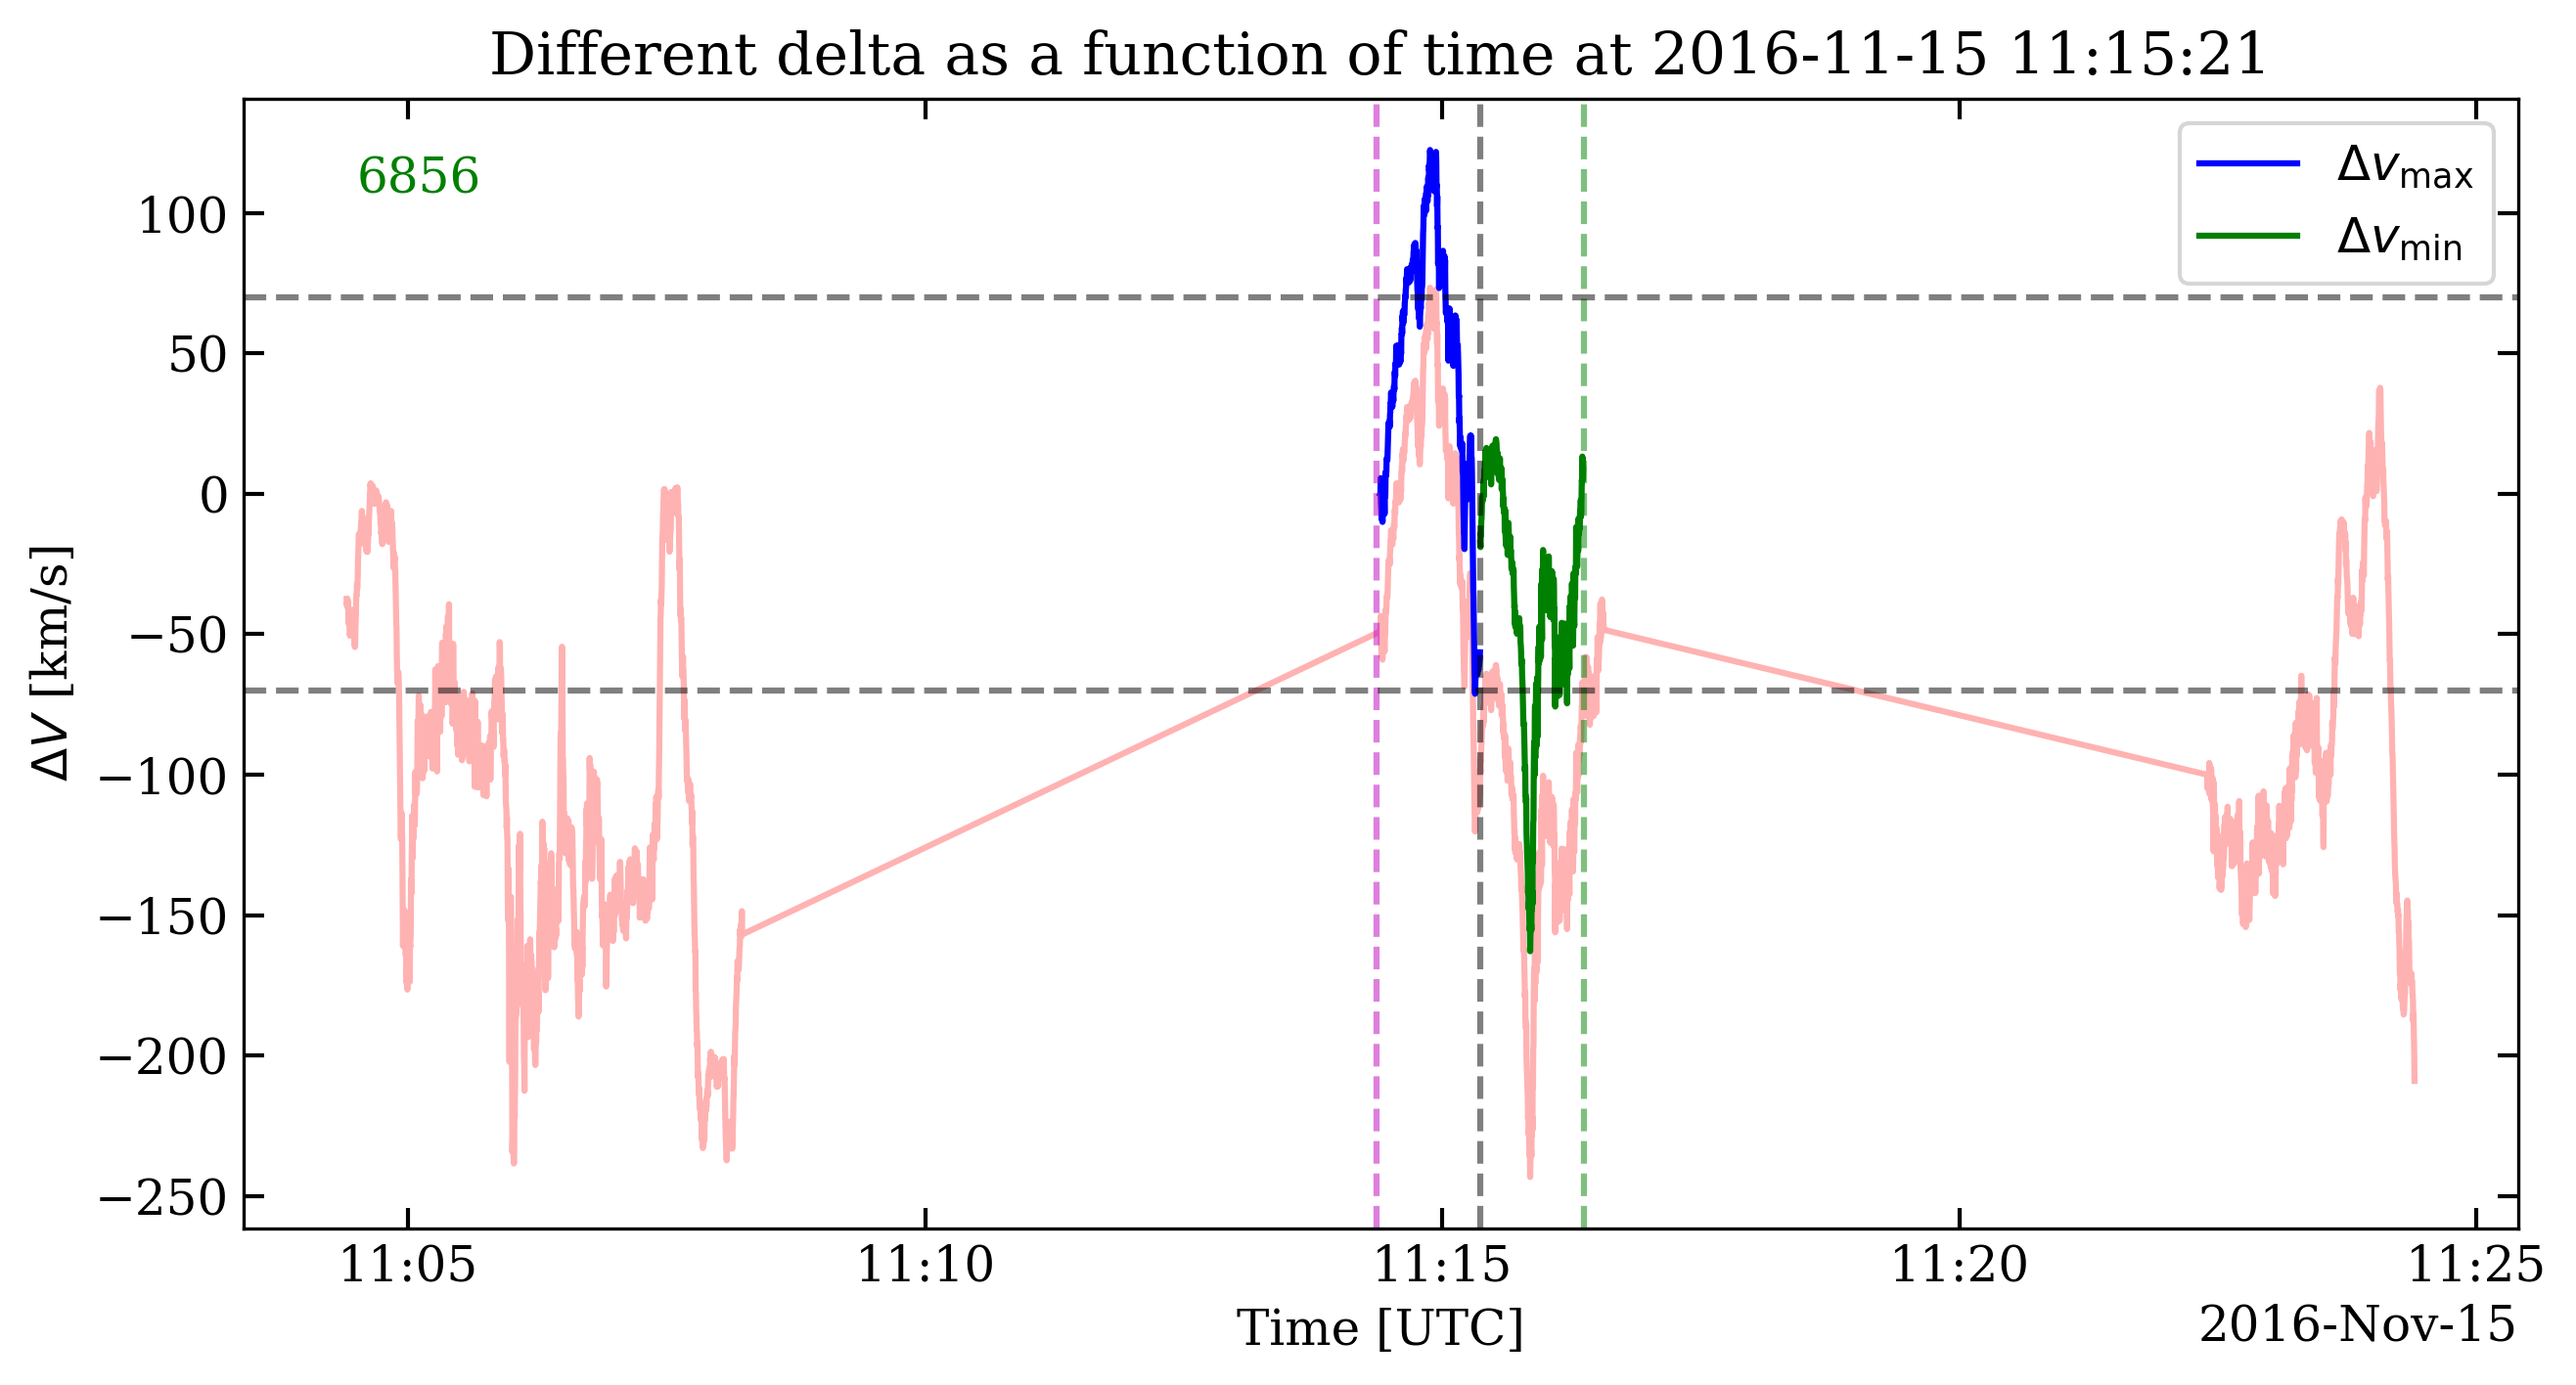 Different delta as a function of time at 2016-11-15 11:15:21
6856
Δv_max
Δv_min
100
50
0
−50
−100
−150
−200
−250
ΔV [km/s]
11:05 11:10 11:15 11:20 11:25
Time [UTC]
2016-Nov-15